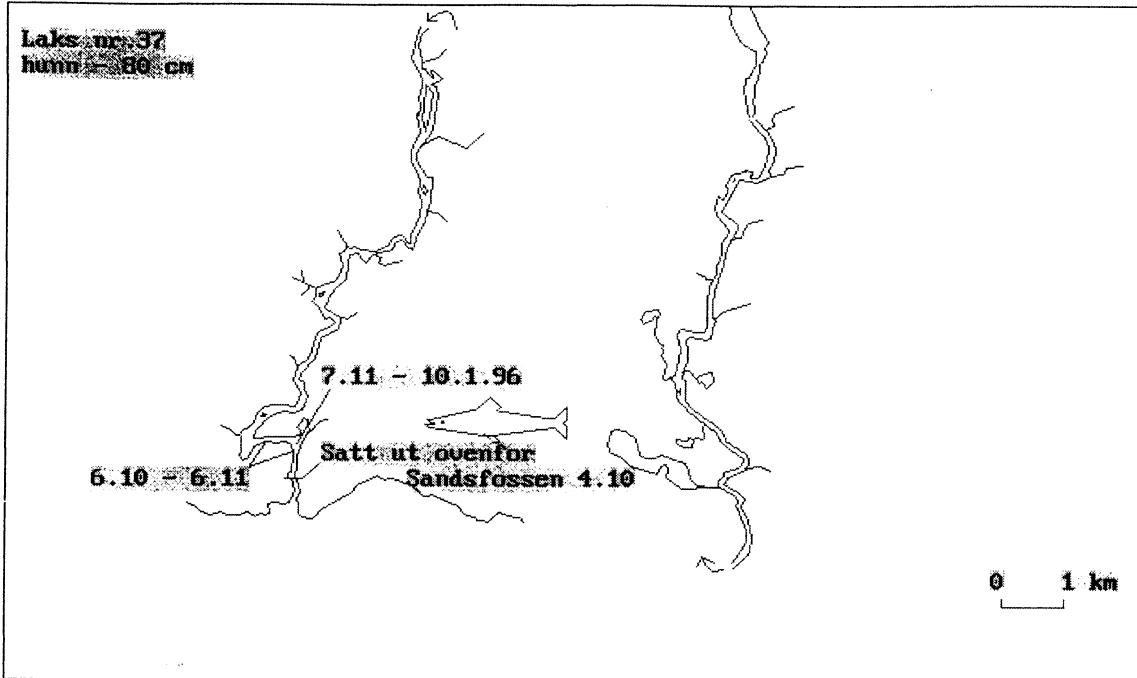 Laks nr.37
hunn - 80 cm
7.11 - 10.1.96
Satt ut ovenfor
Sandsfossen 4.10
6.10 - 6.11
0 1 km